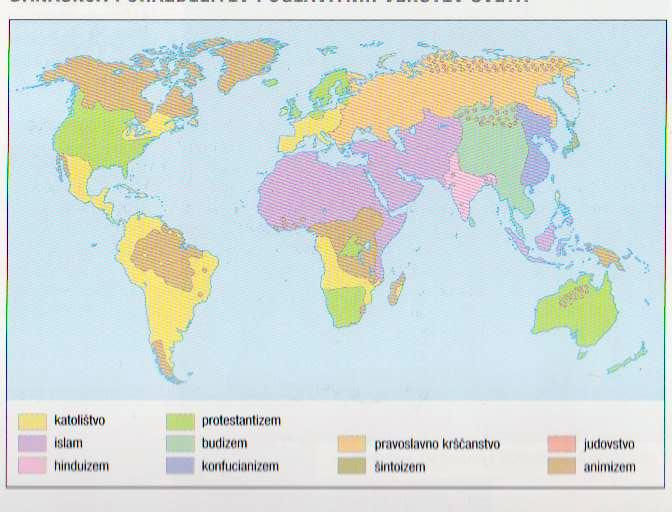 katolištvo
protestantizem
islam
budizem
pravoslavno krščanstvo
judovstvo
hinduizem
konfucianizem
šintoizem
animizem